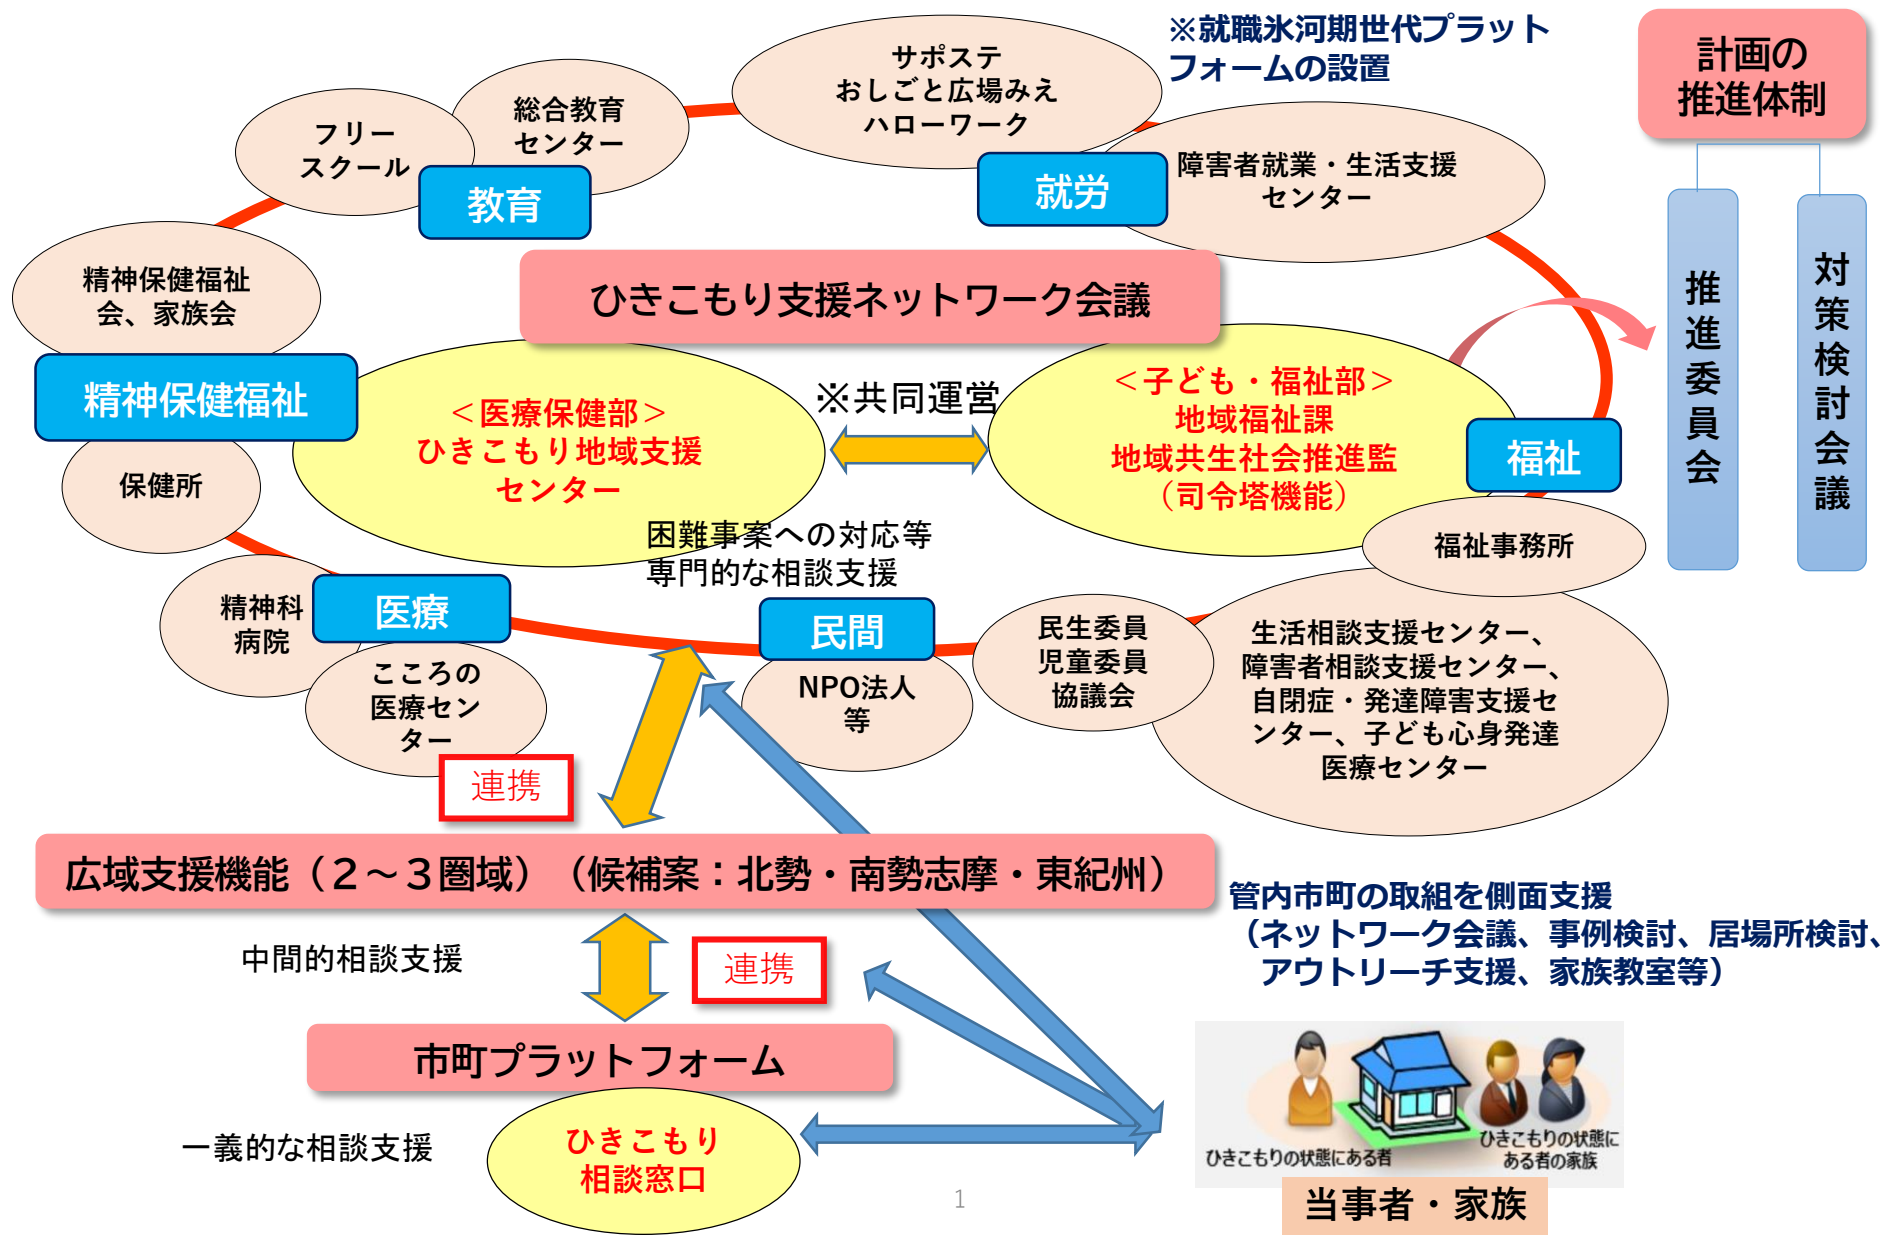 ※就職氷河期世代プラット
フォームの設置
計画の
推進体制
サポステ
おしごと広場みえ
ハローワーク
総合教育
センター
フリー
スクール
教育
就労
障害者就業・生活支援
センター
推進委員会
対策検討会議
精神保健福祉
会、家族会
ひきこもり支援ネットワーク会議
精神保健福祉
<医療保健部>
ひきこもり地域支援
センター
※共同運営
<子ども・福祉部>
地域福祉課
地域共生社会推進監
(司令塔機能)
福祉
保健所
困難事案への対応等
専門的な相談支援
福祉事務所
精神科
病院
医療
民間
民生委員
児童委員
協議会
生活相談支援センター、
障害者相談支援センター、
自閉症・発達障害支援セ
ンター、子ども心身発達
医療センター
こころの
医療セン
ター
NPO法人
等
連携
広域支援機能(2~3圏域)(候補案:北勢・南勢志摩・東紀州)
管内市町の取組を側面支援
(ネットワーク会議、事例検討、居場所検討、
アウトリーチ支援、家族教室等)
中間的相談支援
連携
市町プラットフォーム
一義的な相談支援
ひきこもり
相談窓口
ひきこもりの状態にある者
ひきこもりの状態に
ある者の家族
当事者・家族
1